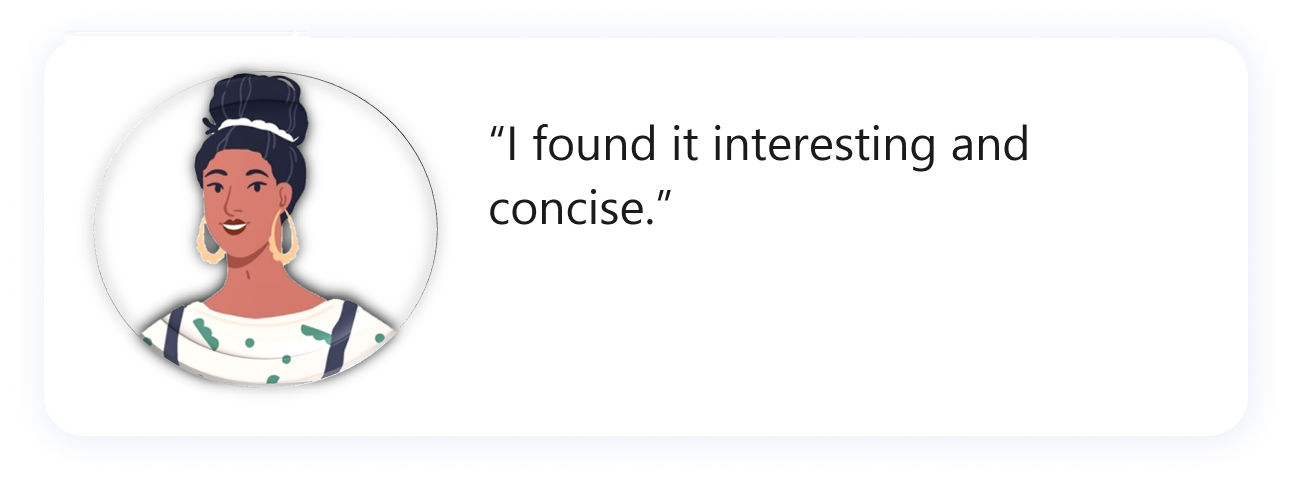 “I found it interesting and
concise.”